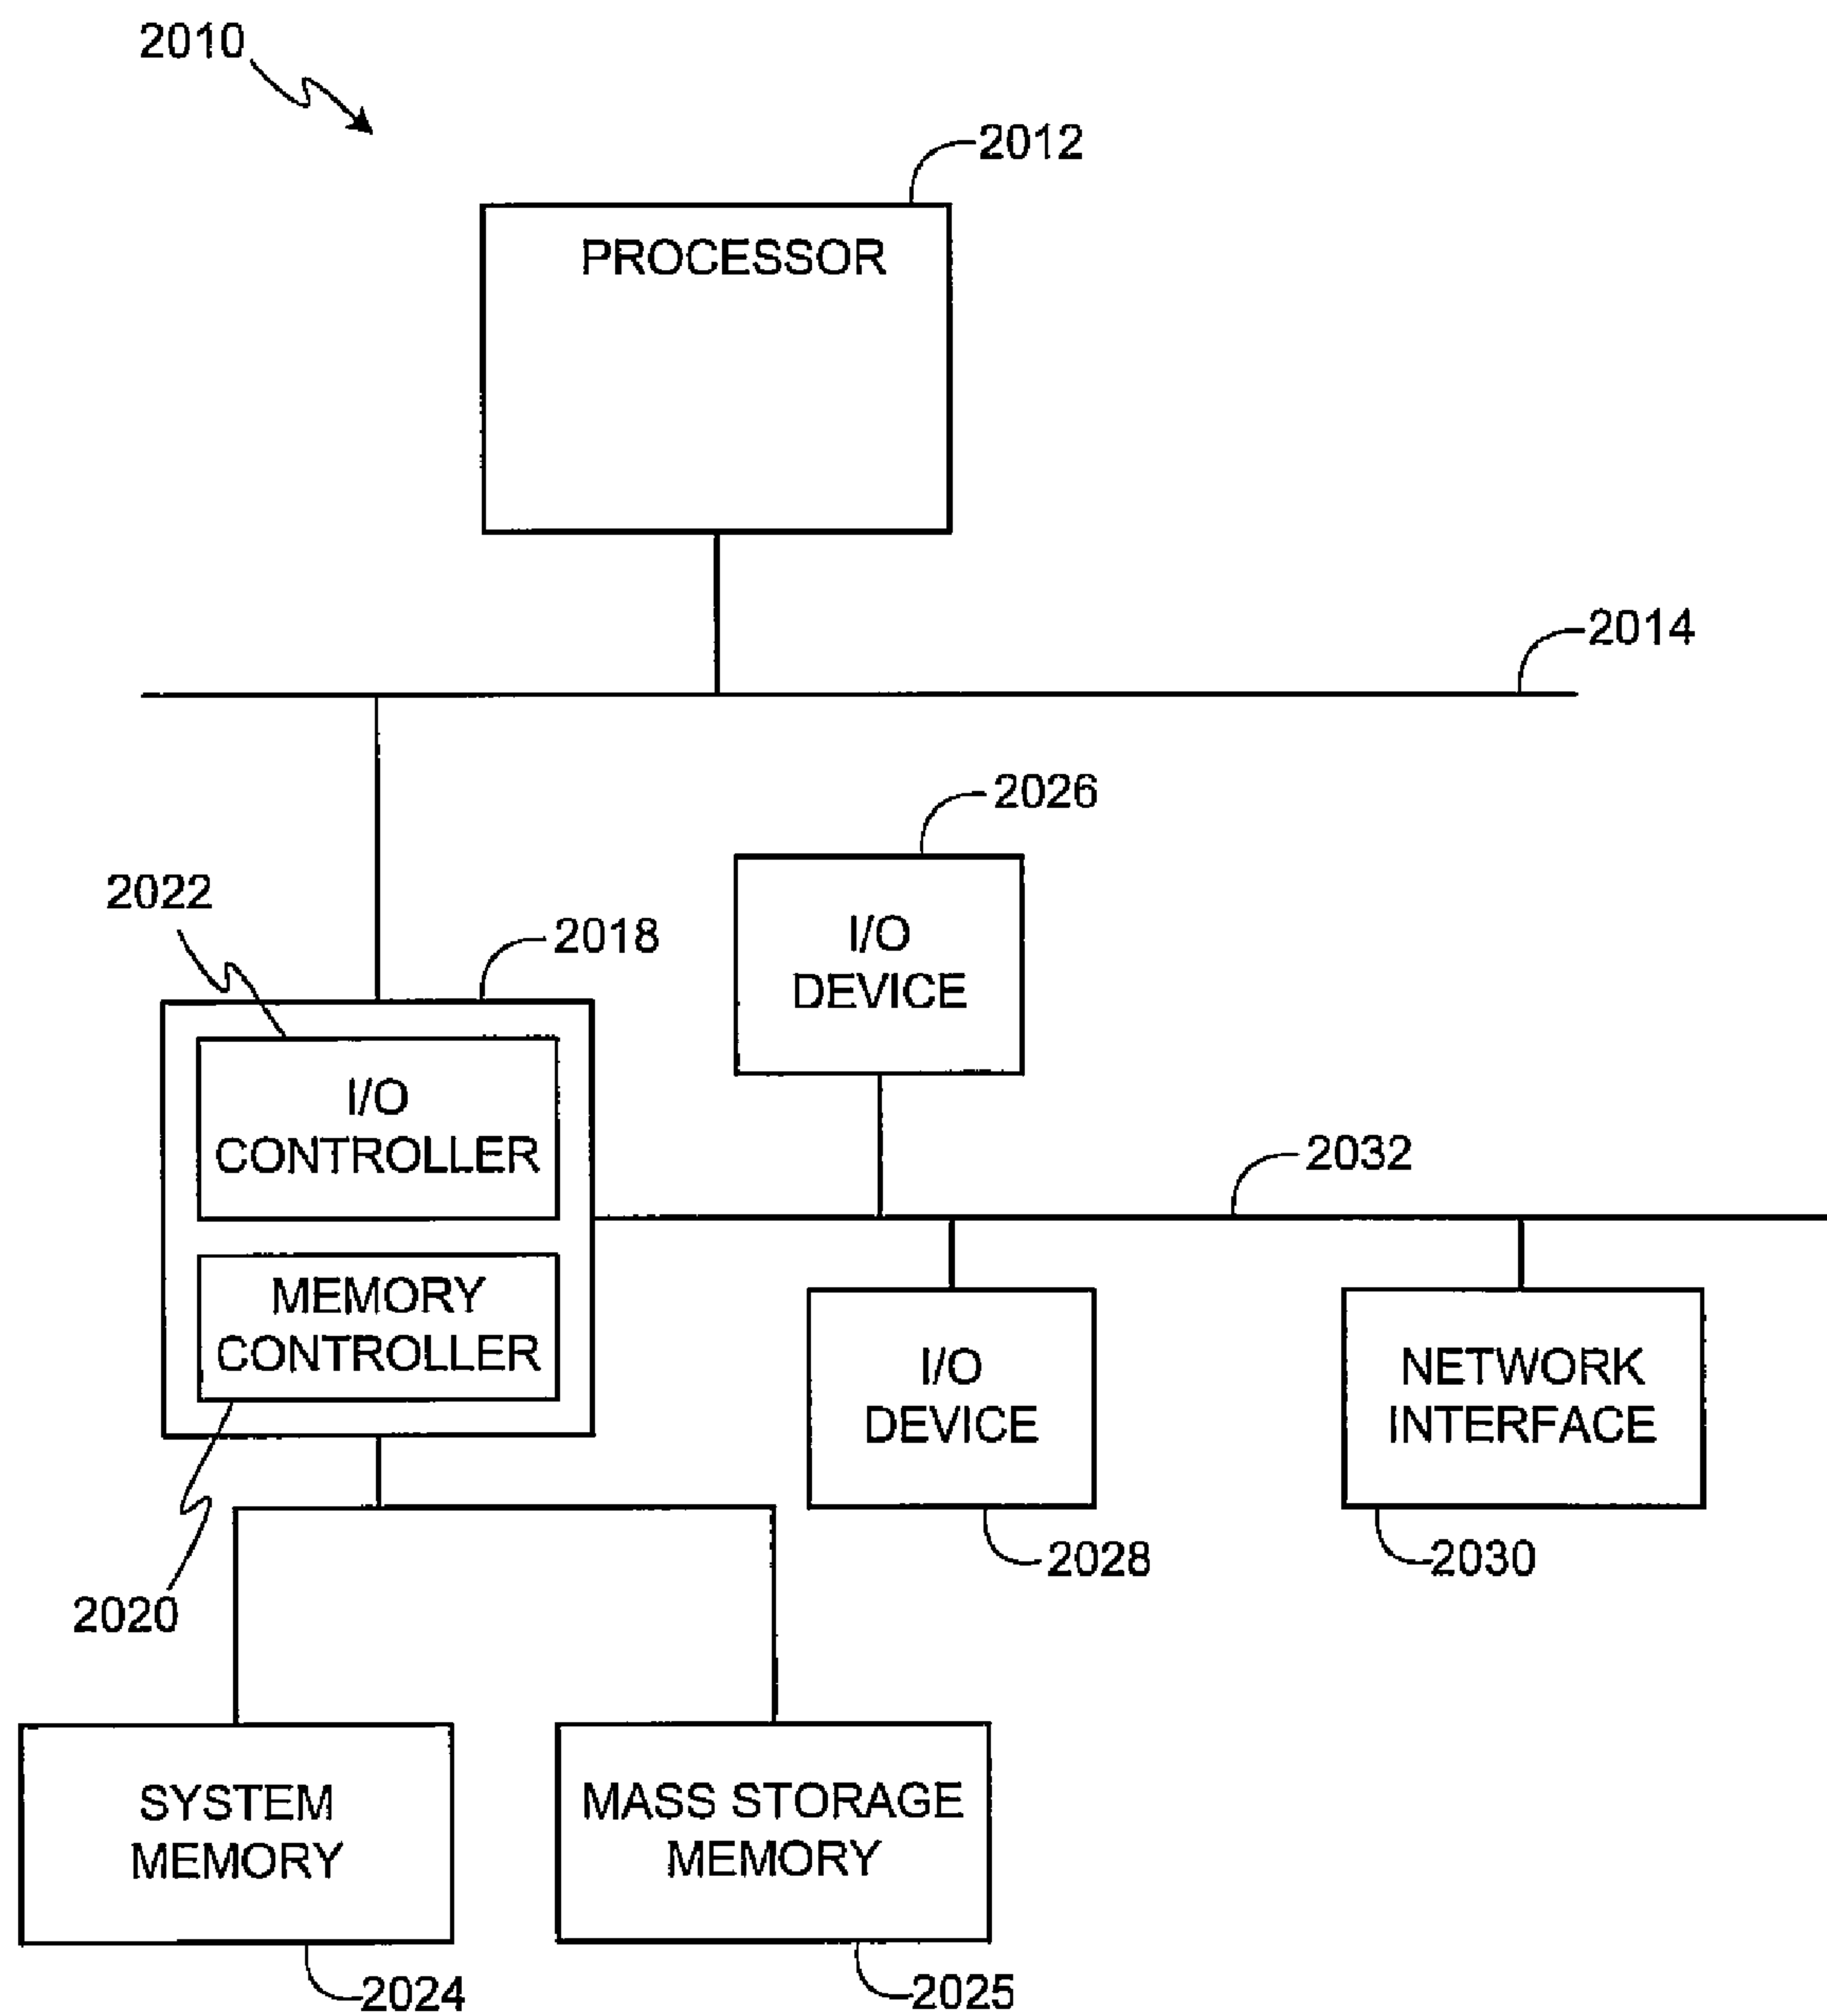 2010
2012
PROCESSOR
2014
2026
2022
2018
I/O
DEVICE
I/O
CONTROLLER
2032
MEMORY
CONTROLLER
I/O
DEVICE
NETWORK
INTERFACE
2028
2030
2020
SYSTEM
MEMORY
MASS STORAGE
MEMORY
2024
2025